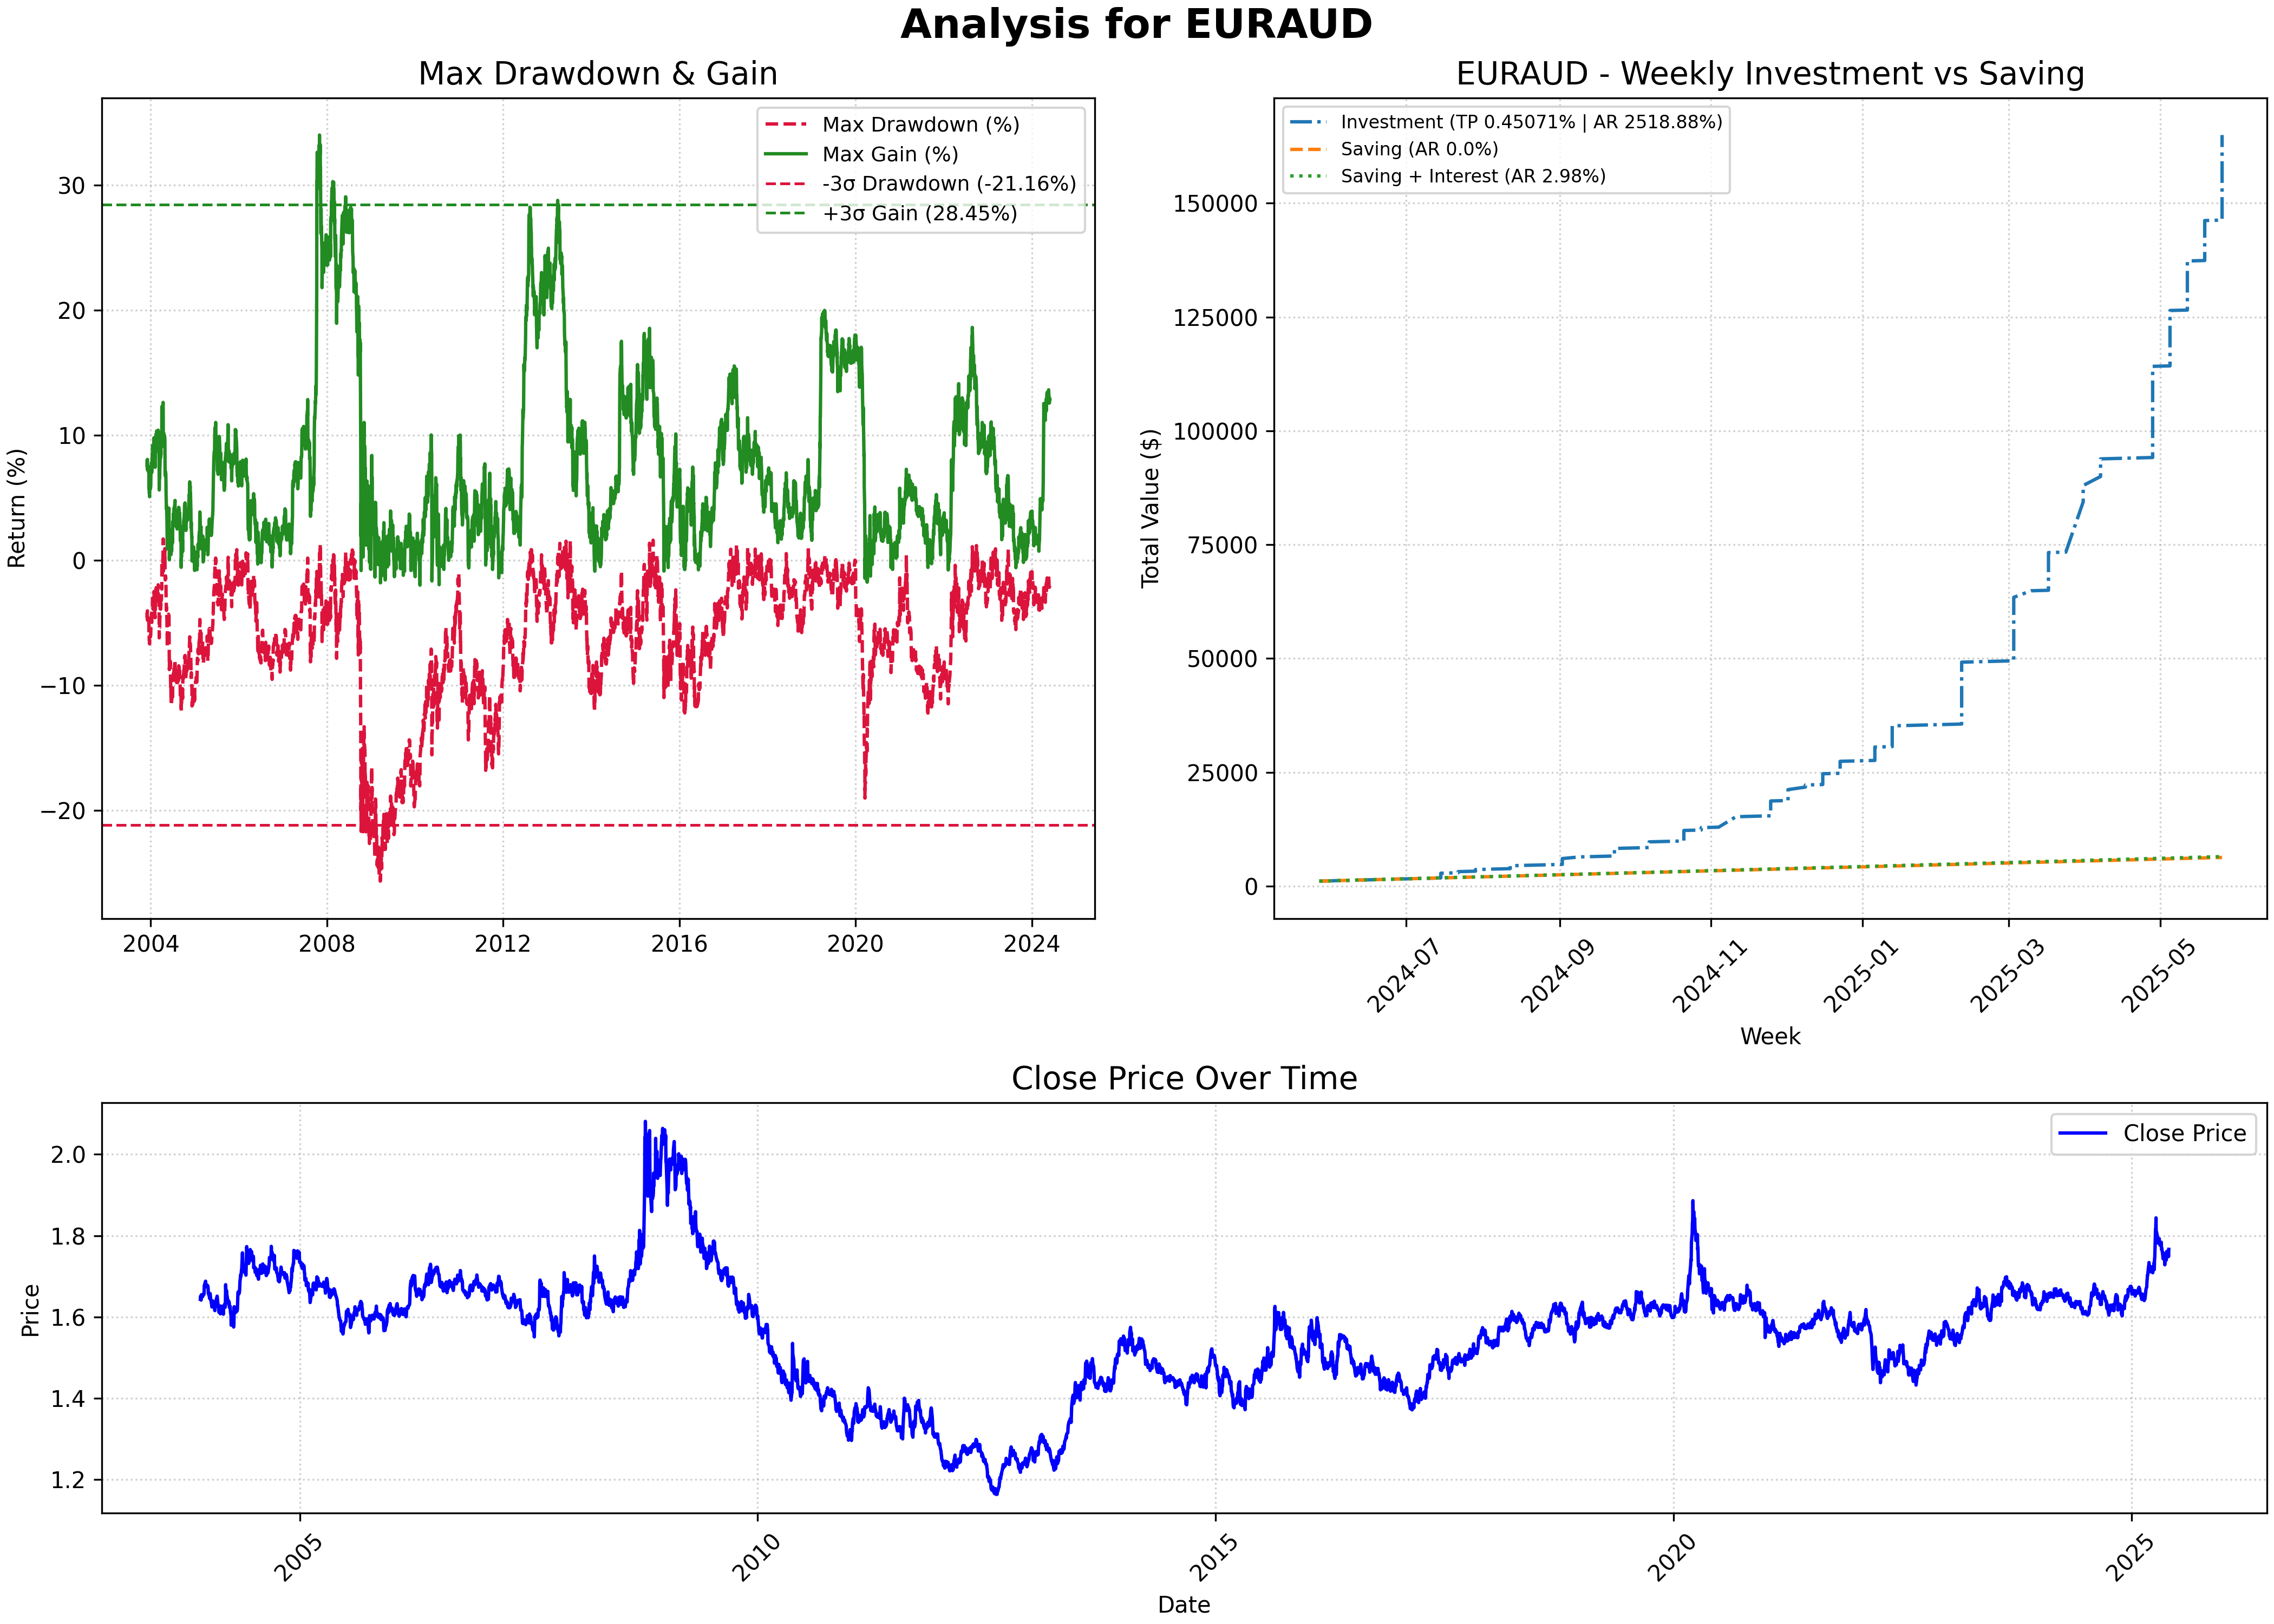 Analysis for EURAUD
Max Drawdown & Gain
Return (%)
30
20
10
0
−10
−20
2004
2008
2012
2016
2020
2024
Max Drawdown (%)
Max Gain (%)
-3σ Drawdown (-21.16%)
+3σ Gain (28.45%)
EURAUD - Weekly Investment vs Saving
Total Value ($)
150000
125000
100000
75000
50000
25000
0
Investment (TP 0.45071% | AR 2518.88%)
Saving (AR 0.0%)
Saving + Interest (AR 2.98%)
2024-07
2024-09
2024-11
2025-01
2025-03
2025-05
Week
Close Price Over Time
Price
2.0
1.8
1.6
1.4
1.2
Close Price
2005
2010
2015
2020
2025
Date